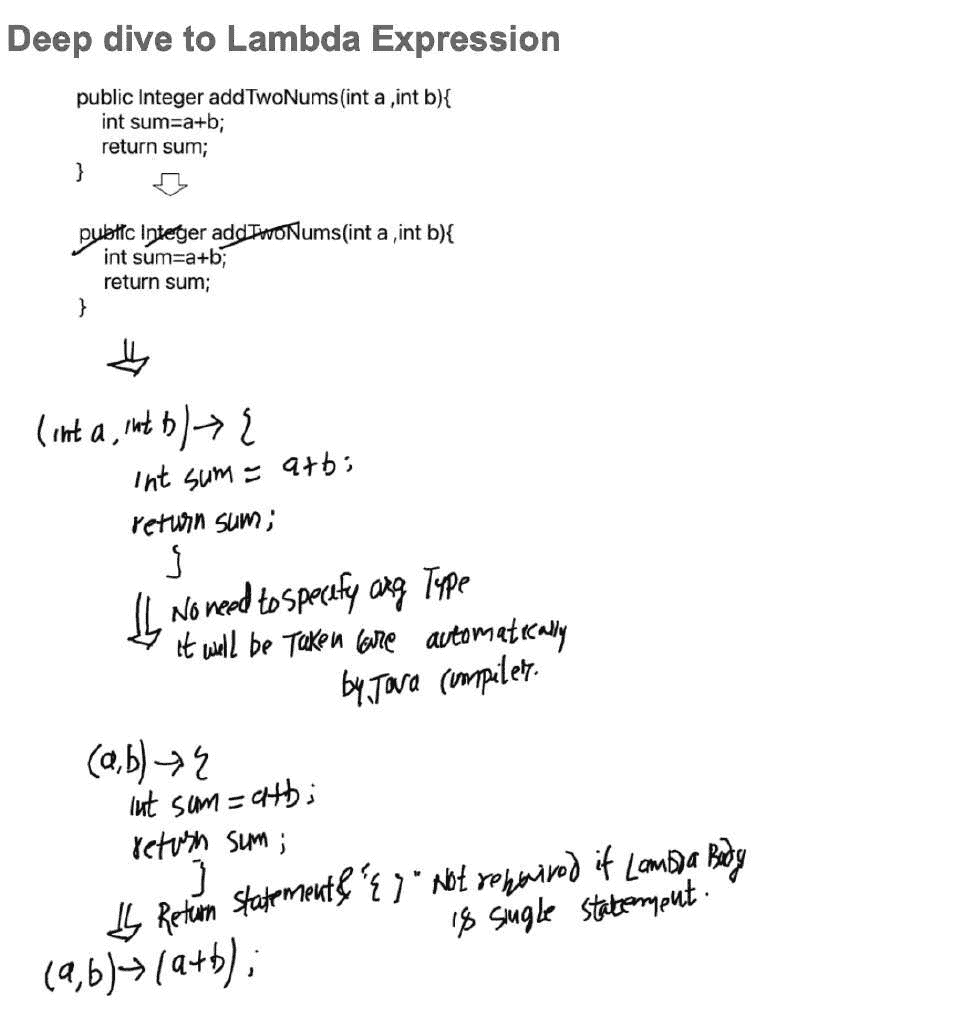 Deep dive to Lambda Expression
public Integer addTwoNums(int a ,int b){
int sum=a+b;
return sum;
}
public Integer addTwoNums(int a ,int b){
int sum=a+b;
return sum;
}
(int a, int b) → {
int sum = a+b;
return sum;
}
No need to specify arg Type
it will be Taken care automatically
by Java compiler.
(a,b) → {
int sum = a+b;
return sum;
}
Return statement & "{ }" Not required if Lambda Body
is single statement.
(a,b) → (a+b);